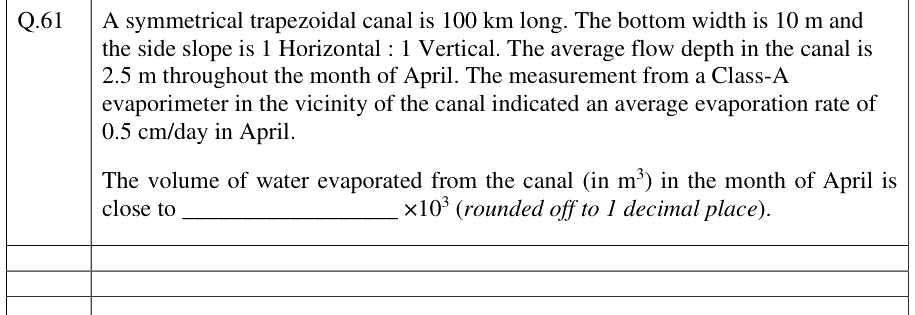 Q.61 A symmetrical trapezoidal canal is 100 km long. The bottom width is 10 m and
the side slope is 1 Horizontal : 1 Vertical. The average flow depth in the canal is
2.5 m throughout the month of April. The measurement from a Class-A
evaporimeter in the vicinity of the canal indicated an average evaporation rate of
0.5 cm/day in April.
The volume of water evaporated from the canal (in m³) in the month of April is
close to __________________ ×10³ (rounded off to 1 decimal place).